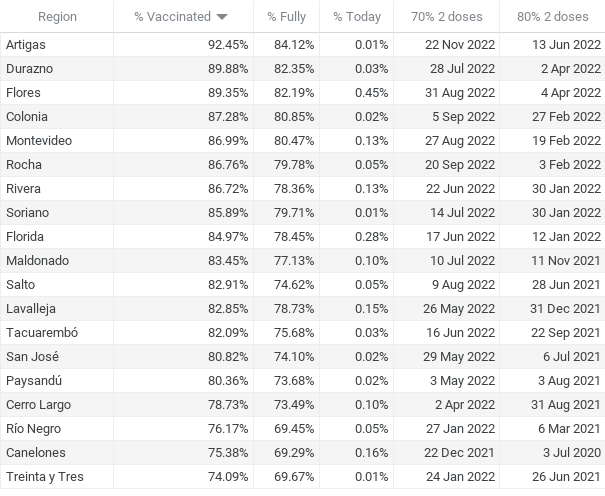 Region % Vaccinated % Fully % Today 70% 2 doses 80% 2 doses
Artigas 92.45% 84.12% 0.01% 22 Nov 2022 13 Jun 2022
Durazno 89.88% 82.35% 0.03% 28 Jul 2022 2 Apr 2022
Flores 89.35% 82.19% 0.45% 31 Aug 2022 4 Apr 2022
Colonia 87.28% 80.85% 0.02% 5 Sep 2022 27 Feb 2022
Montevideo 86.99% 80.47% 0.13% 27 Aug 2022 19 Feb 2022
Rocha 86.76% 79.78% 0.05% 20 Sep 2022 3 Feb 2022
Rivera 86.72% 78.36% 0.13% 22 Jun 2022 30 Jan 2022
Soriano 85.89% 79.71% 0.01% 14 Jul 2022 30 Jan 2022
Florida 84.97% 78.45% 0.28% 17 Jun 2022 12 Jan 2022
Maldonado 83.45% 77.13% 0.10% 10 Jul 2022 11 Nov 2021
Salto 82.91% 74.62% 0.05% 9 Aug 2022 28 Jun 2021
Lavalleja 82.85% 78.73% 0.15% 26 May 2022 31 Dec 2021
Tacuarembó 82.09% 75.68% 0.03% 16 Jun 2022 22 Sep 2021
San José 80.82% 74.10% 0.02% 29 May 2022 6 Jul 2021
Paysandú 80.36% 73.68% 0.02% 3 May 2022 3 Aug 2021
Cerro Largo 78.73% 73.49% 0.10% 2 Apr 2022 31 Aug 2021
Río Negro 76.17% 69.45% 0.05% 27 Jan 2022 6 Mar 2021
Canelones 75.38% 69.29% 0.16% 22 Dec 2021 3 Jul 2020
Treinta y Tres 74.09% 69.67% 0.01% 24 Jan 2022 26 Jun 2021